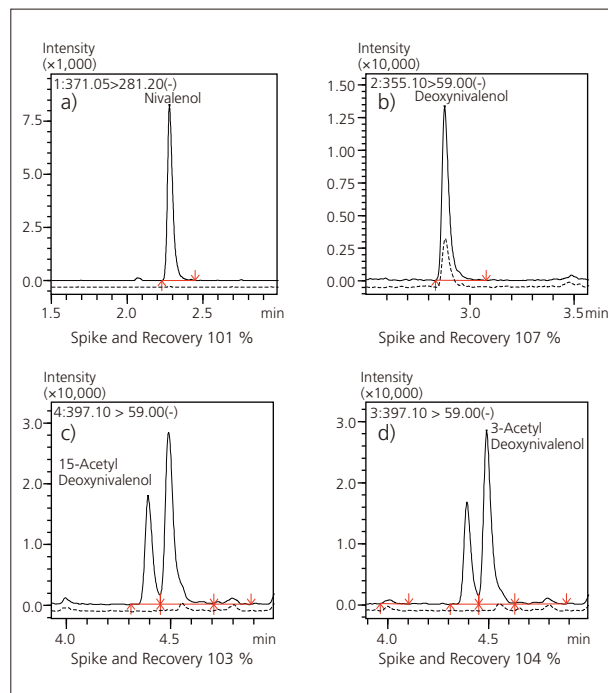 Intensity
(×1,000)
1:371.05>281.20(-)
a)
Nivalenol
7.5
5.0
2.5
0.0
1.5
2.0
2.5
min
Spike and Recovery 101 %
Intensity
(×10,000)
2:355.10>59.00(-)
b)
Deoxynivalenol
1.50
1.25
1.00
0.75
0.50
0.25
0.00
3.0
3.5
min
Spike and Recovery 107 %
Intensity
(×10,000)
4:397.10 > 59.00(-)
c)
15-Acetyl
Deoxynivalenol
3.0
2.0
1.0
0.0
4.0
4.5
min
Spike and Recovery 103 %
Intensity
(×10,000)
3:397.10 > 59.00(-)
d)
3-Acetyl
Deoxynivalenol
3.0
2.0
1.0
0.0
4.0
4.5
min
Spike and Recovery 104 %